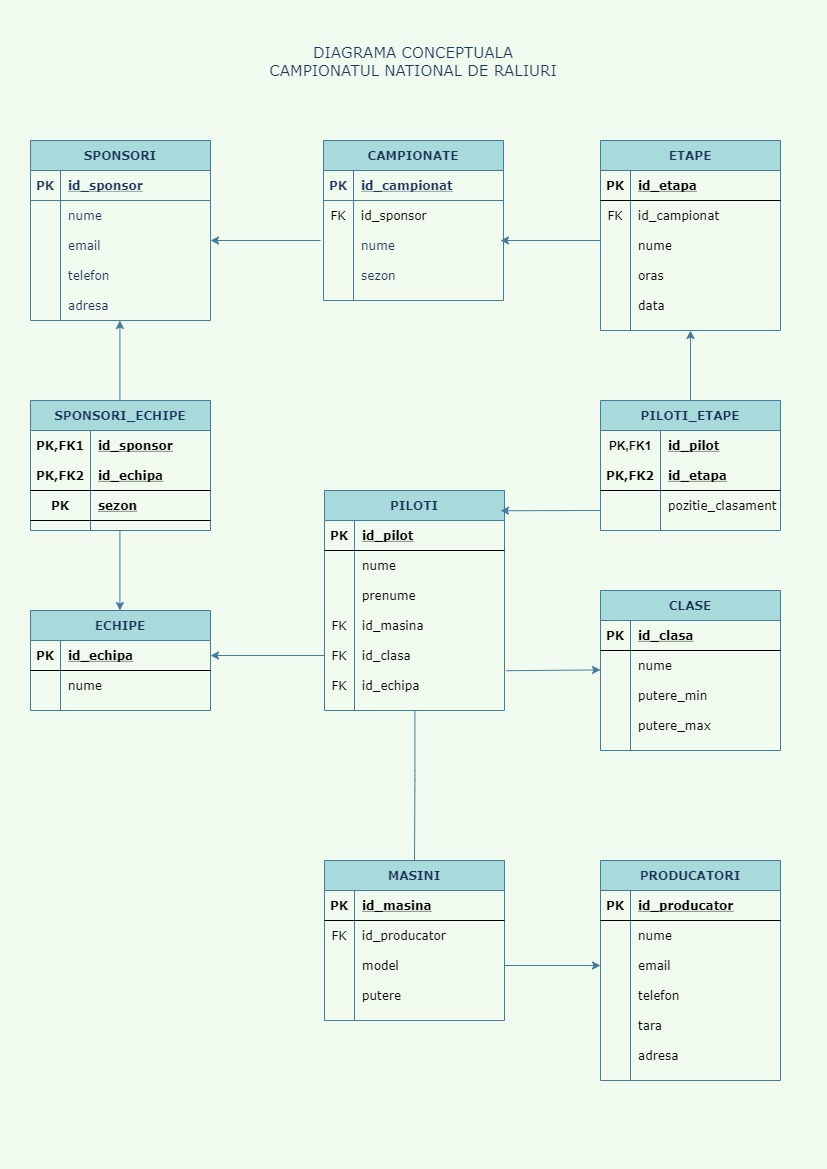 DIAGRAMA CONCEPTUALA
CAMPIONATUL NATIONAL DE RALIURI
SPONSORI
PK id_sponsor
nume
email
telefon
adresa
CAMPIONATE
PK id_campionat
FK id_sponsor
nume
sezon
ETAPE
PK id_etapa
FK id_campionat
nume
oras
data
SPONSORI_ECHIPE
PK,FK1 id_sponsor
PK,FK2 id_echipa
PK sezon
PILOTI_ETAPE
PK,FK1 id_pilot
PK,FK2 id_etapa
pozitie_clasament
PILOTI
PK id_pilot
nume
prenume
FK id_masina
FK id_clasa
FK id_echipa
ECHIPE
PK id_echipa
nume
CLASE
PK id_clasa
nume
putere_min
putere_max
MASINI
PK id_masina
FK id_producator
model
putere
PRODUCATORI
PK id_producator
nume
email
telefon
tara
adresa